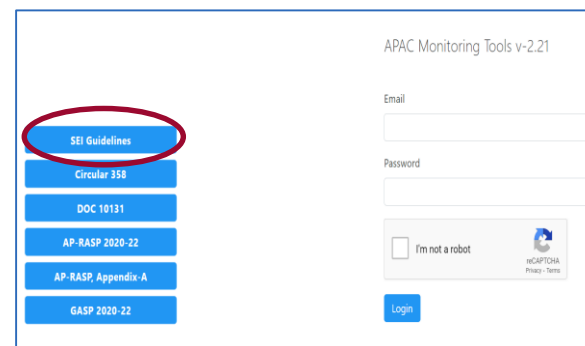 APAC Monitoring Tools v-2.21
Email
SEI Guidelines
Password
Circular 358
DOC 10131
AP-RASP 2020-22
I'm not a robot
reCAPTCHA
Privacy - Terms
AP-RASP, Appendix-A
GASP 2020-22
Login